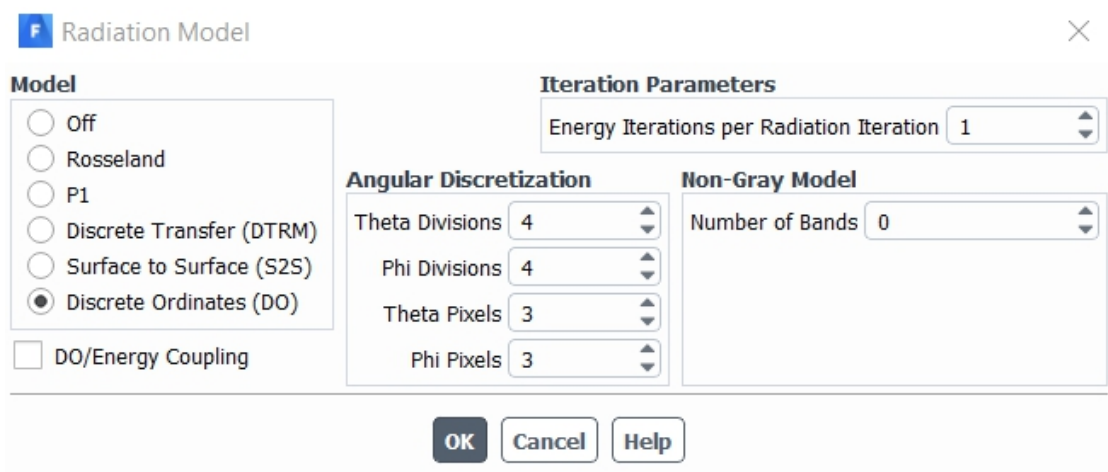 F Radiation Model
Model
Off
Rosseland
P1
Discrete Transfer (DTRM)
Surface to Surface (S2S)
Discrete Ordinates (DO)
DO/Energy Coupling
Iteration Parameters
Energy Iterations per Radiation Iteration 1
Angular Discretization
Theta Divisions 4
Phi Divisions 4
Theta Pixels 3
Phi Pixels 3
Non-Gray Model
Number of Bands 0
OK Cancel Help